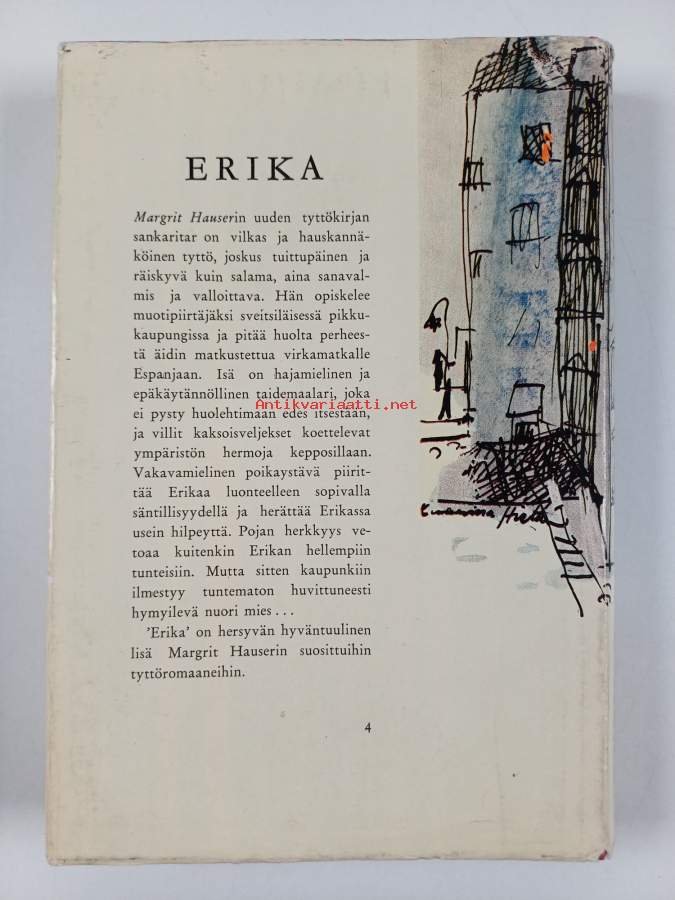 ERIKA
Margrit Hauserin uuden tyttökirjan
sankaritar on vilkas ja hauskannä-
köinen tyttö, joskus tuittupäinen ja
räiskyvä kuin salama, aina sanaval-
mis ja valloittava. Hän opiskelee
muotipiirtäjäksi sveitsiläisessä pikku-
kaupungissa ja pitää huolta perhees-
tä äidin matkustettua virkamatkalle
Espanjaan. Isä on hajamielinen ja
epäkäytännöllinen taidemaalari, joka
ei pysty huolehtimaan edes itsestään,
Antikvariaatti.net
ja villit kaksoisveljekset koettelevat
ympäristön hermoja kepposillaan.
Vakavamielinen poikaystävä piirit-
tää Erikaa luonteelleen sopivalla
säntillisyydellä ja herättää Erikassa
usein hilpeyttä. Pojan herkkyys ve-
toaa kuitenkin Erikan hellempiin
tunteisiin. Mutta sitten kaupunkiin
ilmestyy tuntematon huvittuneesti
hymyilevä nuori mies...
'Erika' on hersyvän hyväntuulinen
lisä Margrit Hauserin suosittuihin
tyttöromaaneihin.
4